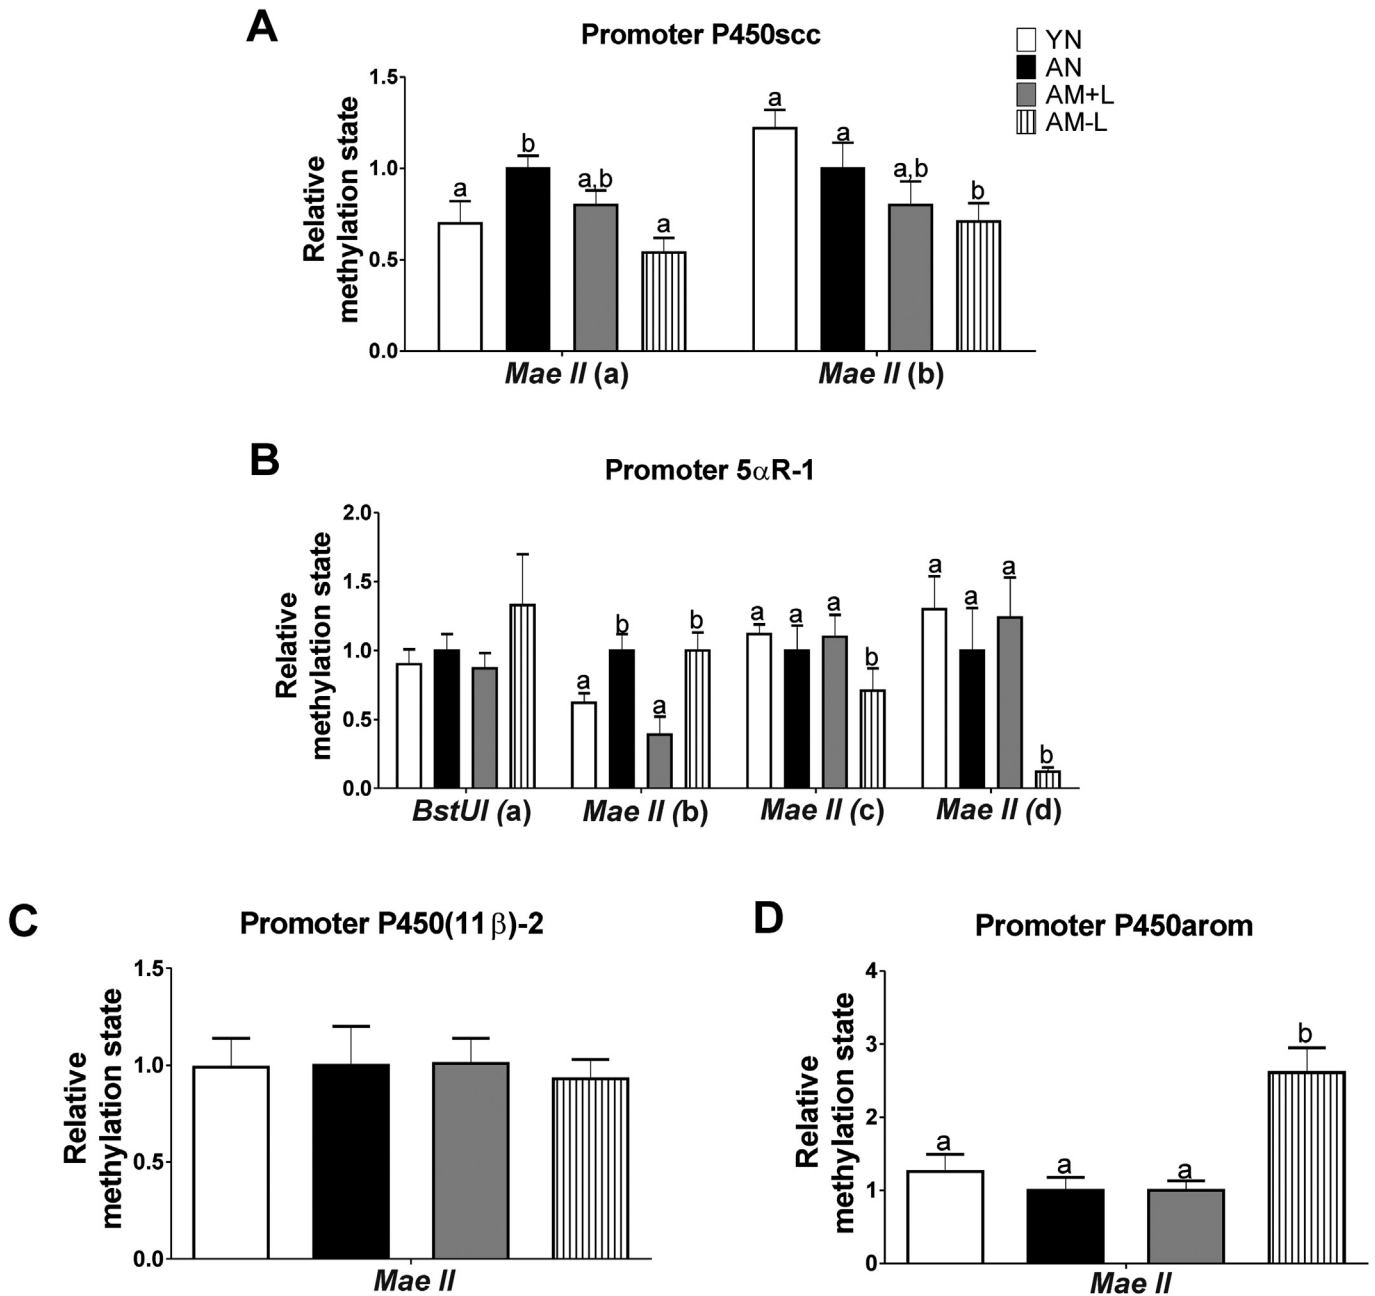 A
Promoter P450scc
YN
AN
AM+L
AM-L
Relative
methylation state
1.5
1.0
0.5
0.0
a
b
a,b
a
a
a
a,b
b
Mae II (a)
Mae II (b)
B
Promoter 5αR-1
Relative
methylation state
2.0
1.5
1.0
0.5
0.0
a
b
a
b
a
a
a
b
a
a
a
b
BstUI (a)
Mae II (b)
Mae II (c)
Mae II (d)
C
Promoter P450(11β)-2
Relative
methylation state
1.5
1.0
0.5
0.0
Mae II
D
Promoter P450arom
Relative
methylation state
4
3
2
1
0
a
a
a
b
Mae II